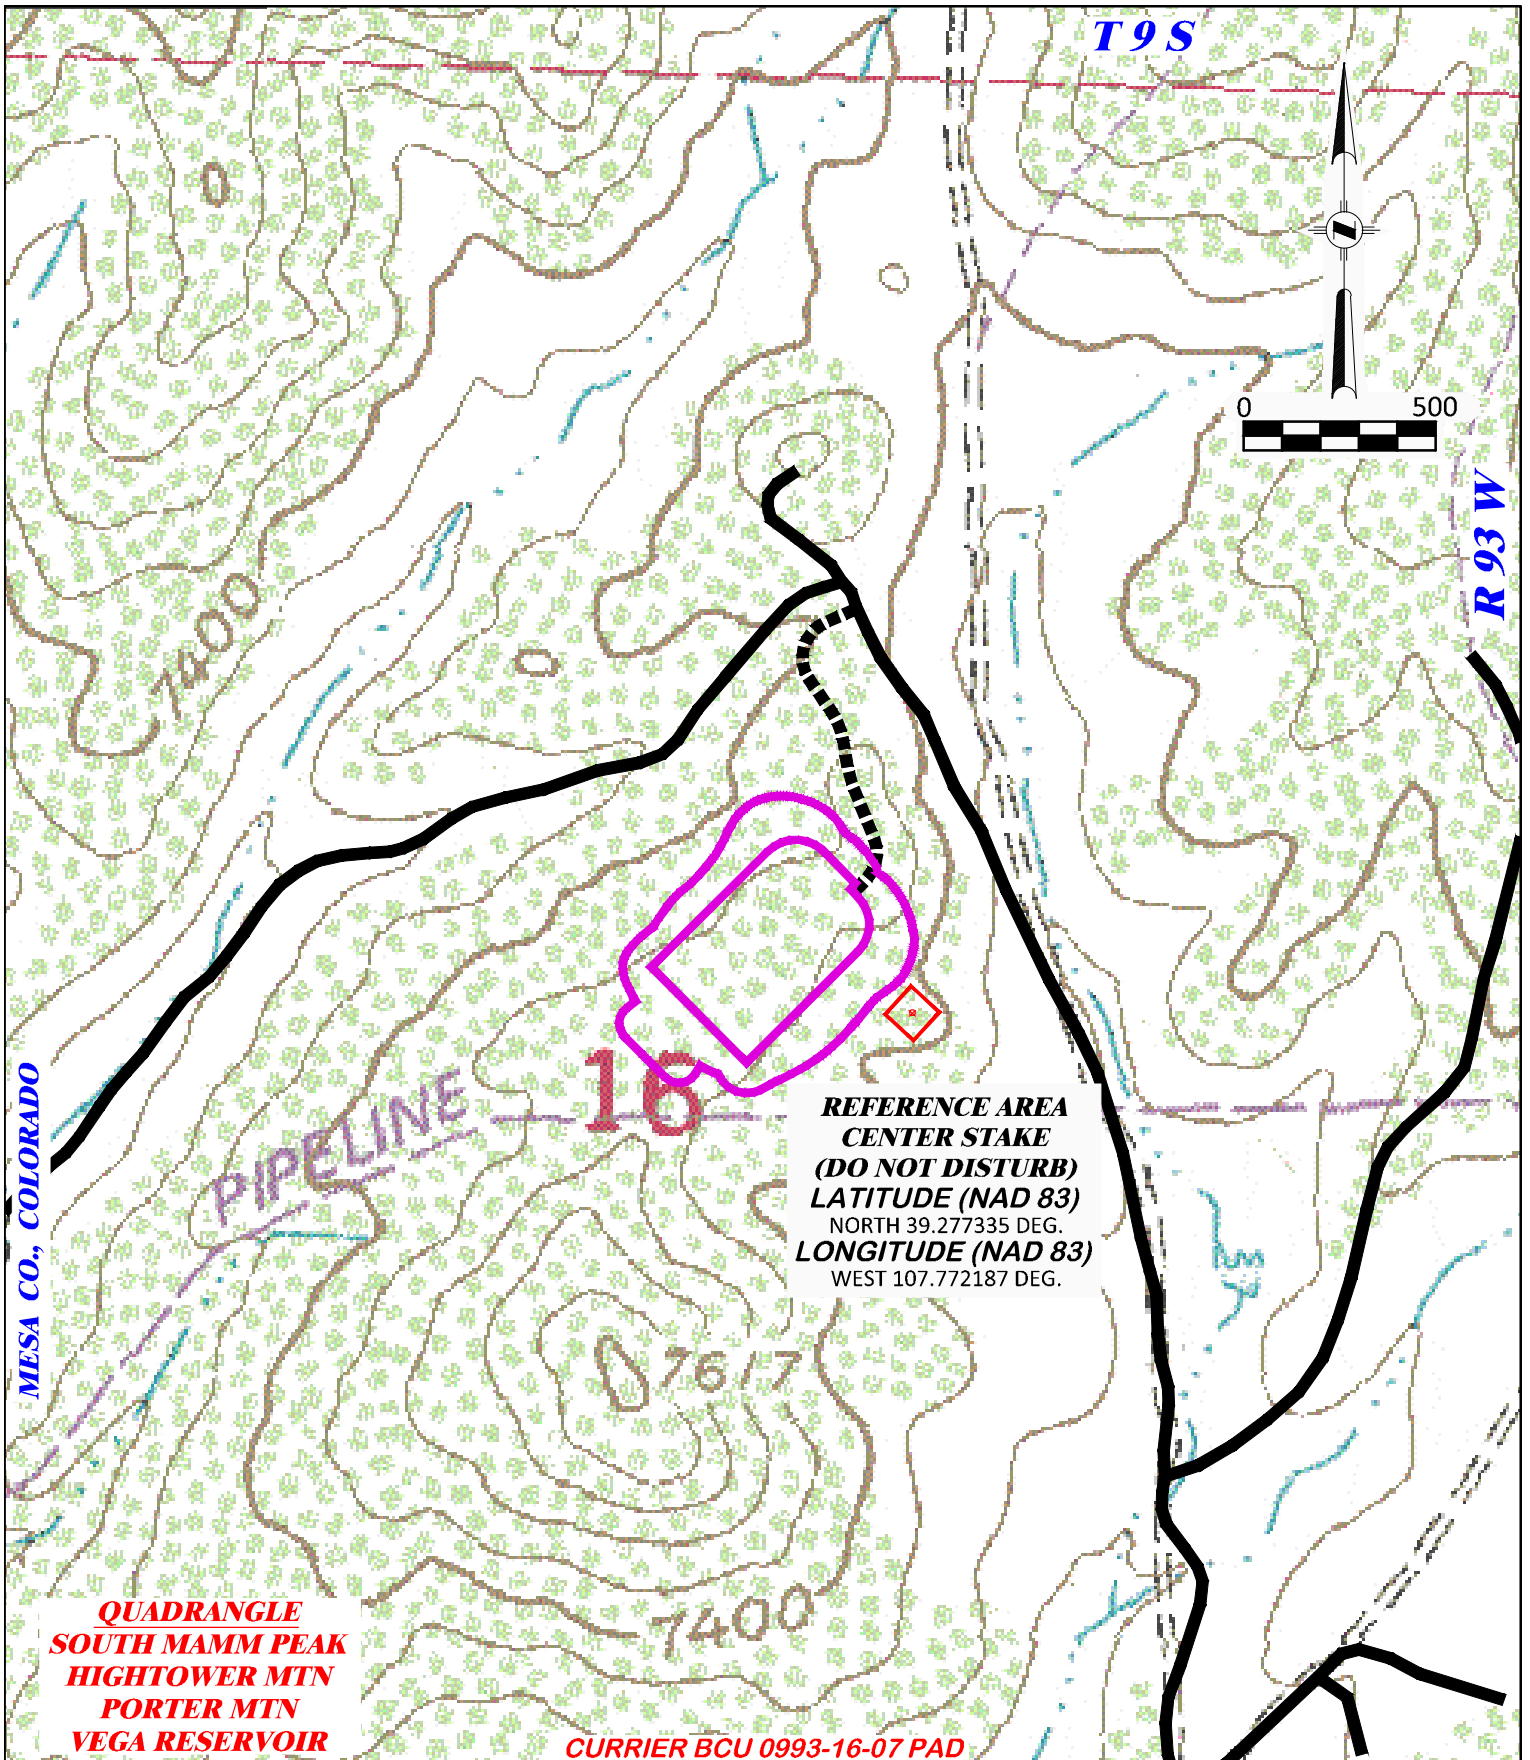 T 9 S
0 500
R 93 W
7400
16
PIPELINE
REFERENCE AREA
CENTER STAKE
(DO NOT DISTURB)
LATITUDE (NAD 83)
NORTH 39.277335 DEG.
LONGITUDE (NAD 83)
WEST 107.772187 DEG.
MESA CO., COLORADO
7617
7400
QUADRANGLE
SOUTH MAMM PEAK
HIGHTOWER MTN
PORTER MTN
VEGA RESERVOIR
CURRIER BCU 0993-16-07 PAD